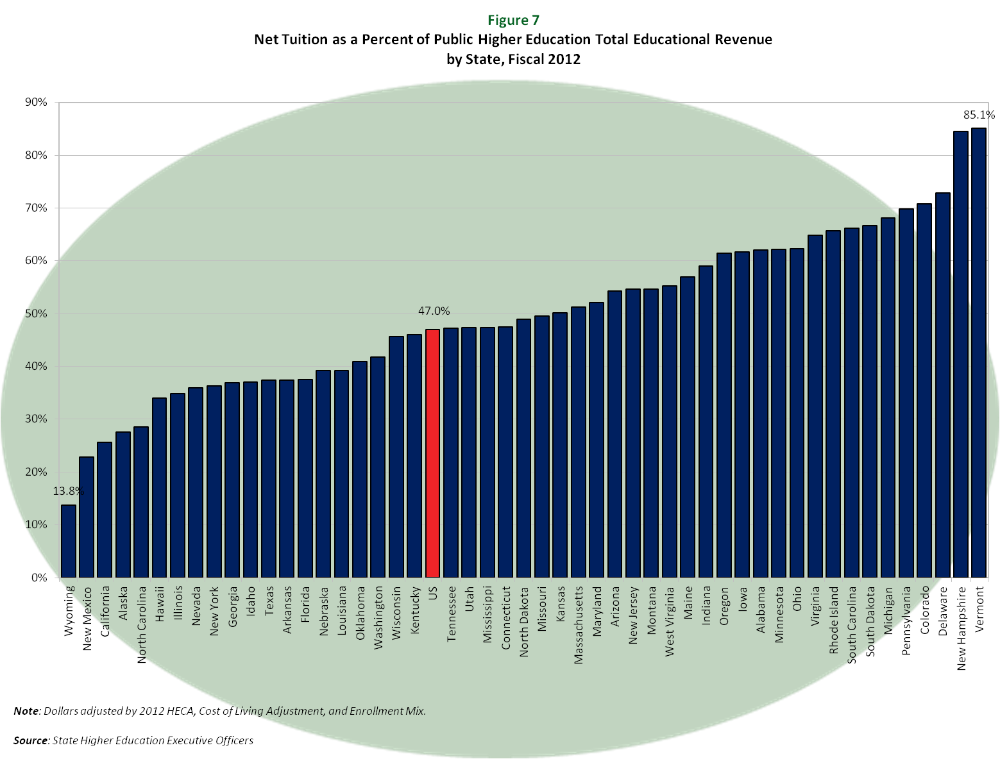 Figure 7
Net Tuition as a Percent of Public Higher Education Total Educational Revenue
by State, Fiscal 2012
90%
80%
70%
60%
50%
40%
30%
20%
10%
0%
13.8%
47.0%
85.1%
Wyoming
New Mexico
California
Alaska
North Carolina
Hawaii
Illinois
Nevada
New York
Georgia
Idaho
Texas
Arkansas
Florida
Nebraska
Louisiana
Oklahoma
Washington
Wisconsin
Kentucky
US
Tennessee
Utah
Mississippi
Connecticut
North Dakota
Missouri
Kansas
Massachusetts
Maryland
Arizona
New Jersey
Montana
West Virginia
Maine
Indiana
Oregon
Iowa
Alabama
Minnesota
Ohio
Virginia
Rhode Island
South Carolina
South Dakota
Michigan
Pennsylvania
Colorado
Delaware
New Hampshire
Vermont
Note: Dollars adjusted by 2012 HECA, Cost of Living Adjustment, and Enrollment Mix.
Source: State Higher Education Executive Officers